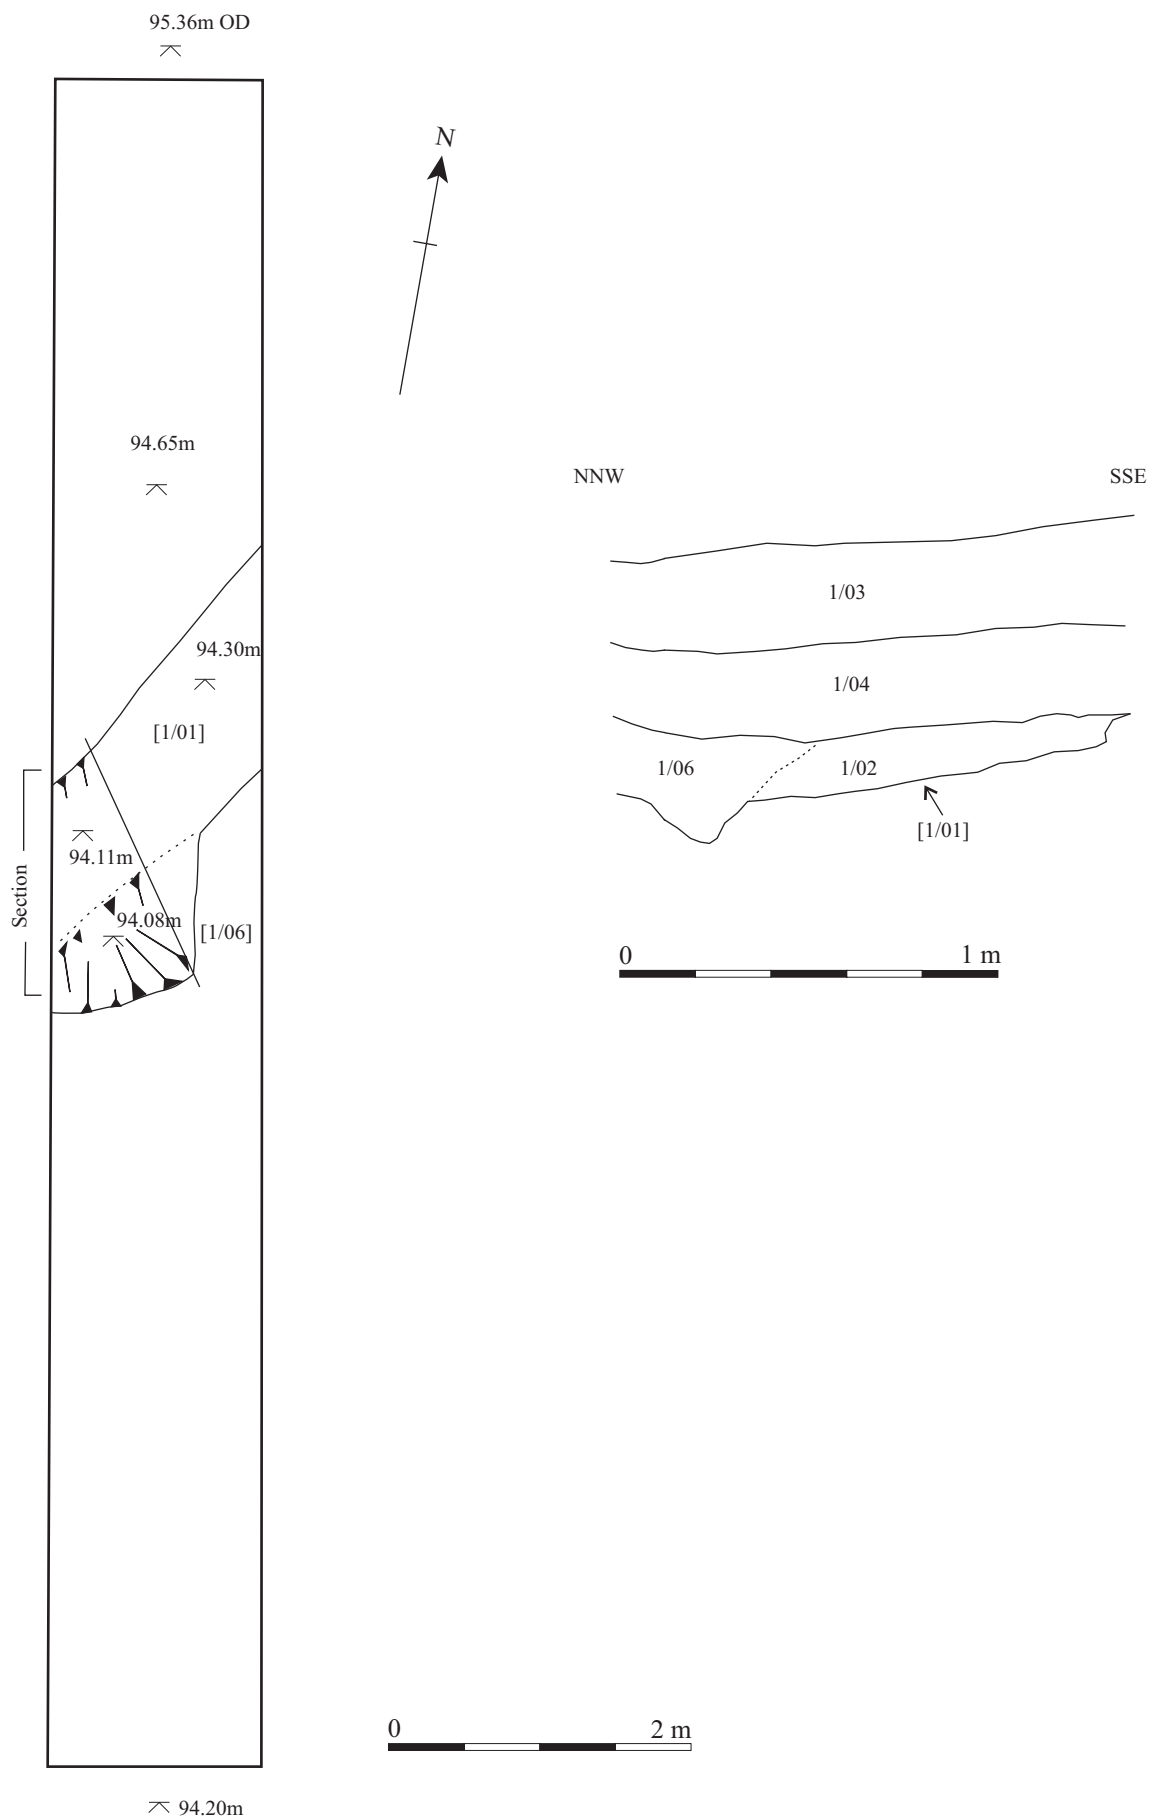 95.36m OD
N
94.65m
NNW
SSE
1/03
94.30m
1/04
[1/01]
1/06
1/02
[1/01]
94.11m
Section
94.08m
[1/06]
0
1 m
0
2 m
94.20m